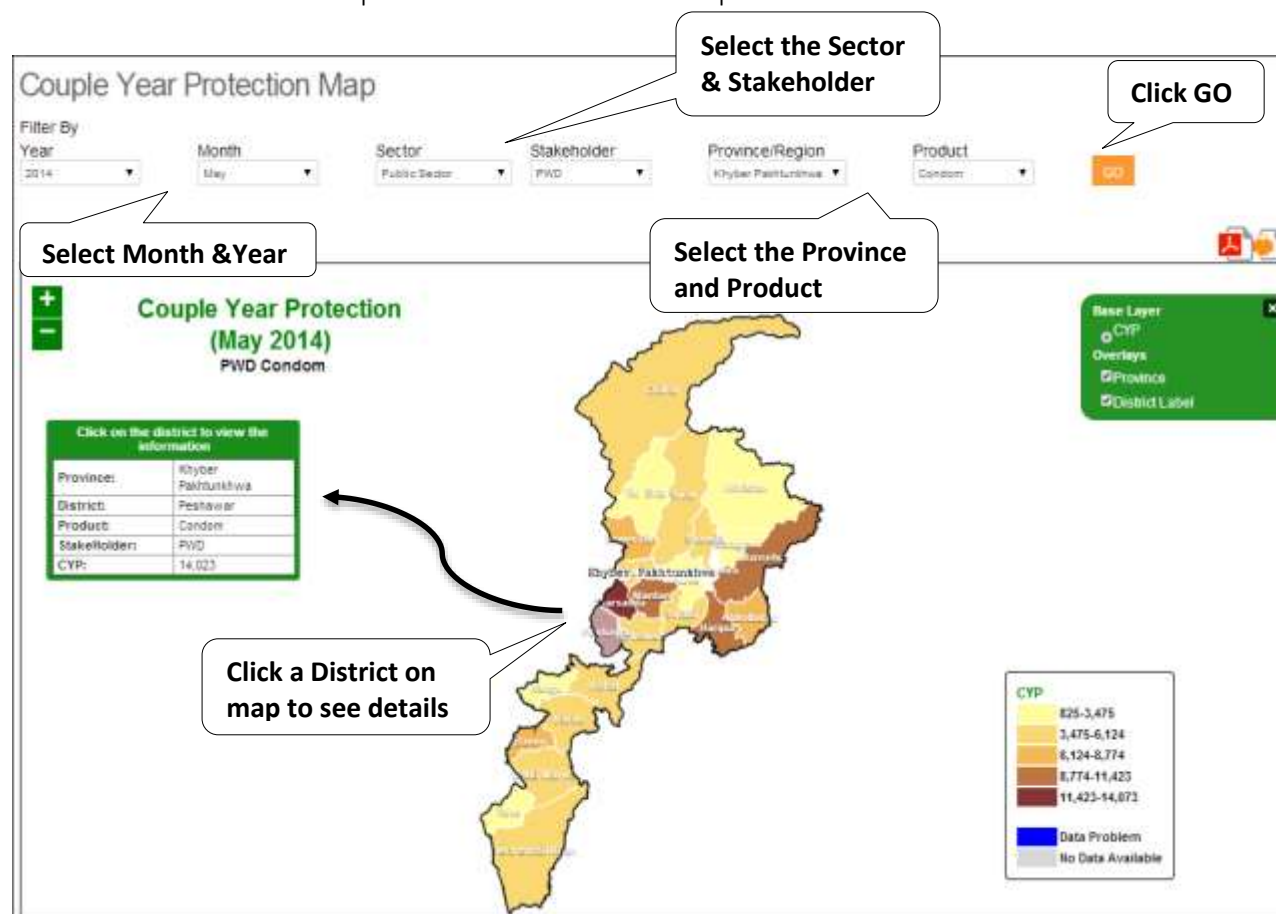 Select the Sector
& Stakeholder
Click GO
Couple Year Protection Map
Filter By
Year
Month
Sector
Stakeholder
Province/Region
Product
2014
May
Public Sector
PWD
Khyber Pakhtunkhwa
Condom
GO
Select Month &Year
Select the Province
and Product
+
−
Couple Year Protection
(May 2014)
PWD Condom
Base Layer
CYP
Overlays
Province
District Label
Click on the district to view the
information
Province:
Khyber
Pakhtunkhwa
District:
Peshawar
Product:
Condom
StakeHolder:
PWD
CYP:
14,023
Khyber Pakhtunkhwa
Mardan
Click a District on
map to see details
CYP
825-3,475
3,475-6,124
6,124-8,774
8,774-11,423
11,423-14,073
Data Problem
No Data Available